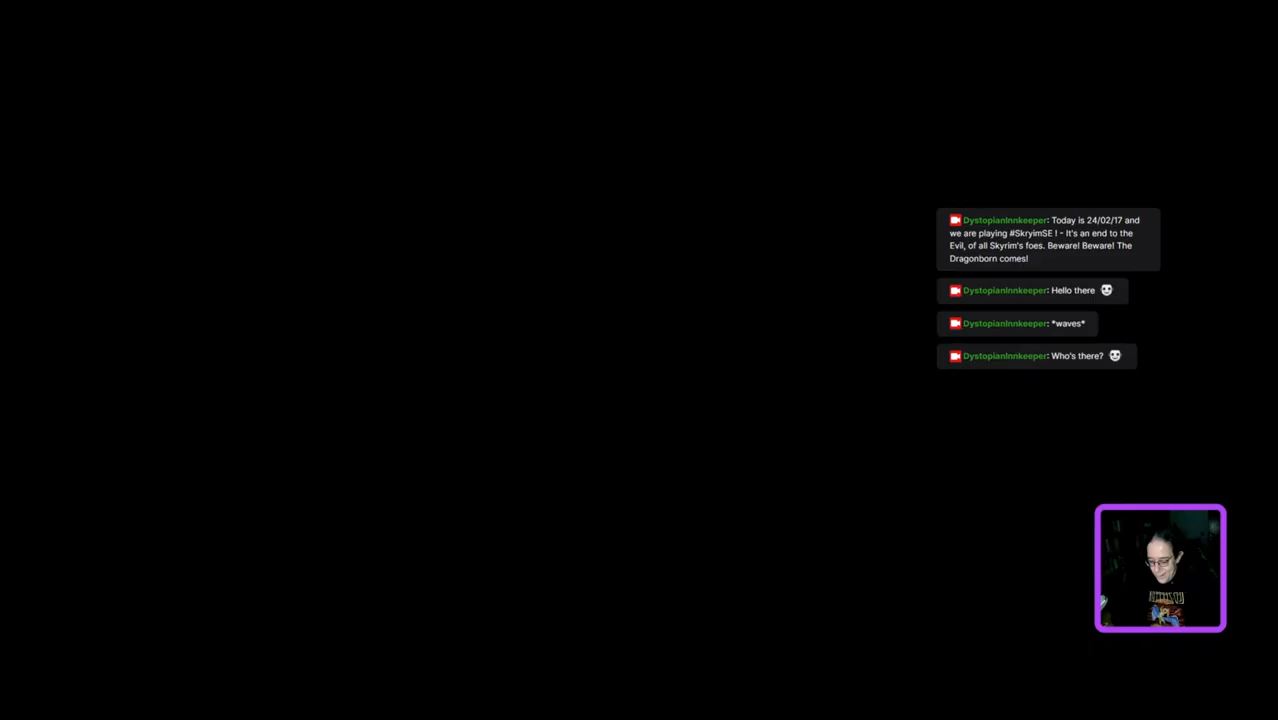 DystopianInnkeeper: Today is 24/02/17 and
we are playing #SkryimSE ! - It's an end to the
Evil, of all Skyrim's foes. Beware! Beware! The
Dragonborn comes!
DystopianInnkeeper: Hello there
DystopianInnkeeper: *waves*
DystopianInnkeeper: Who's there?